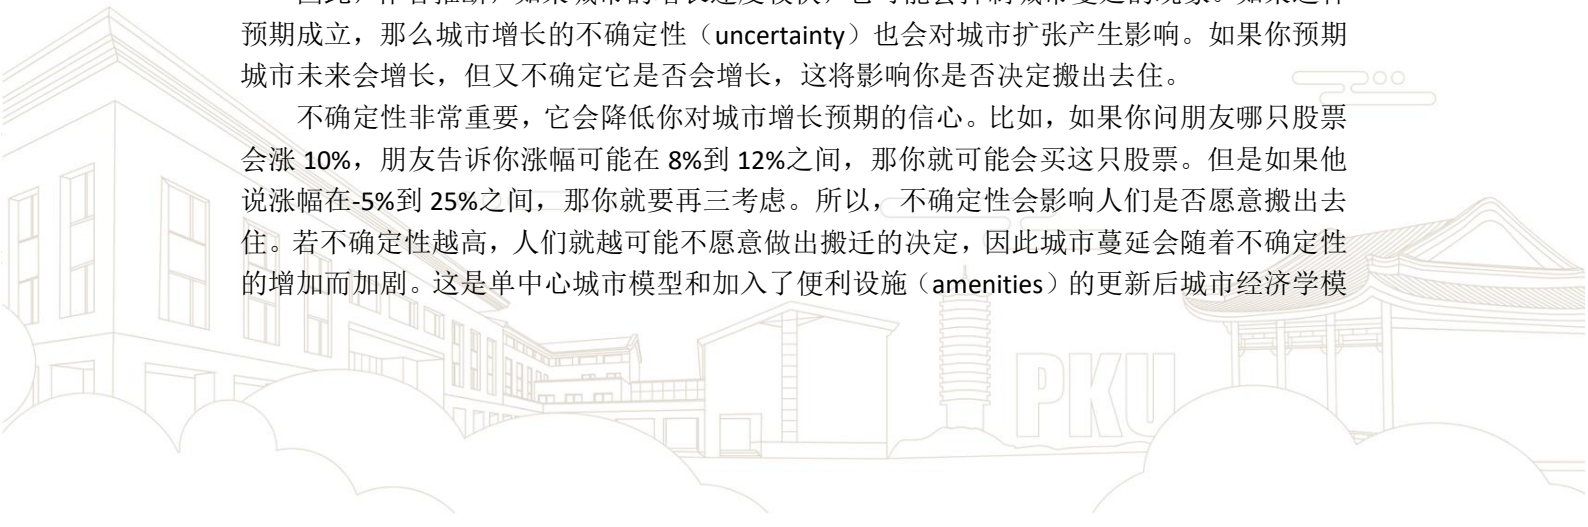 预期成立，那么城市增长的不确定性（uncertainty）也会对城市扩张产生影响。如果你预期
城市未来会增长，但又不确定它是否会增长，这将影响你是否决定搬出去住。
不确定性非常重要，它会降低你对城市增长预期的信心。比如，如果你问朋友哪只股票
会涨 10%，朋友告诉你涨幅可能在 8%到 12%之间，那你就可能会买这只股票。但是如果他
说涨幅在-5%到 25%之间，那你就要再三考虑。所以，不确定性会影响人们是否愿意搬出去
住。若不确定性越高，人们就越可能不愿意做出搬迁的决定，因此城市蔓延会随着不确定性
的增加而加剧。这是单中心城市模型和加入了便利设施（amenities）的更新后城市经济学模
PKU